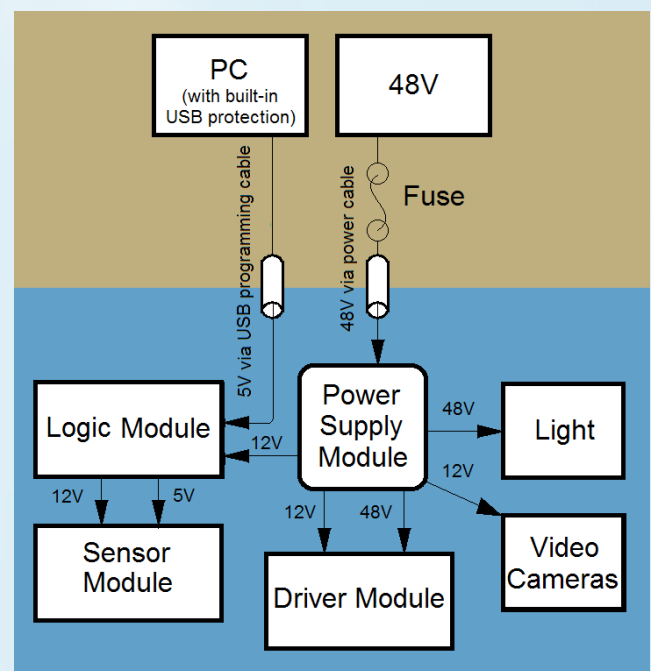 PC
(with built-in
USB protection)
48V
5V via USB programming cable
48V via power cable
Fuse
Logic Module
12V
Power
Supply
Module
48V
Light
12V
12V
5V
Sensor
Module
12V
48V
Driver Module
Video
Cameras